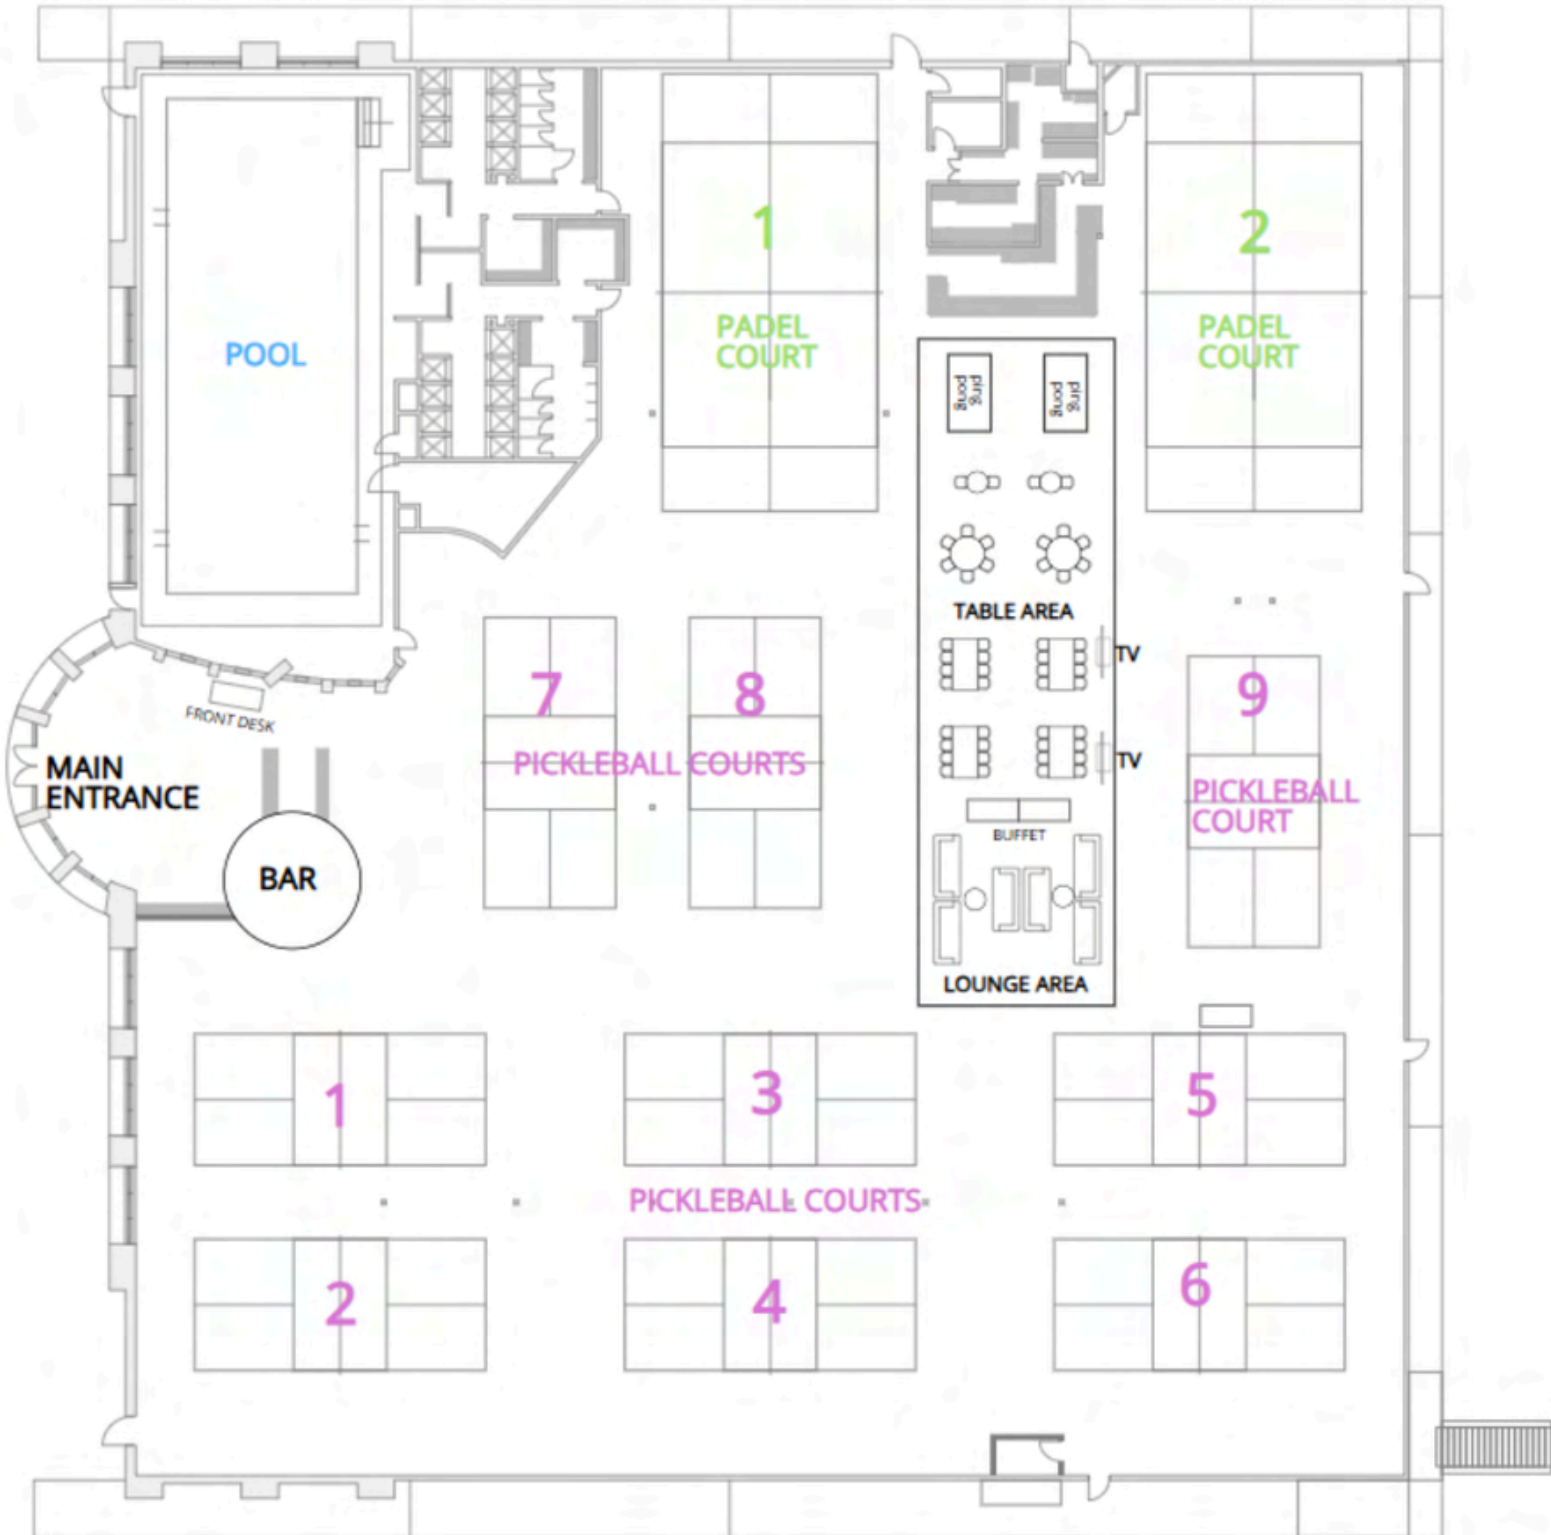 1
2
PADEL
COURT
PADEL
COURT
POOL
ping
pong
ping
pong
TABLE AREA
TV
7
8
9
FRONT DESK
MAIN
ENTRANCE
PICKLEBALL COURTS
TV
PICKLEBALL
COURT
BUFFET
BAR
LOUNGE AREA
1
3
5
PICKLEBALL COURTS
2
4
6